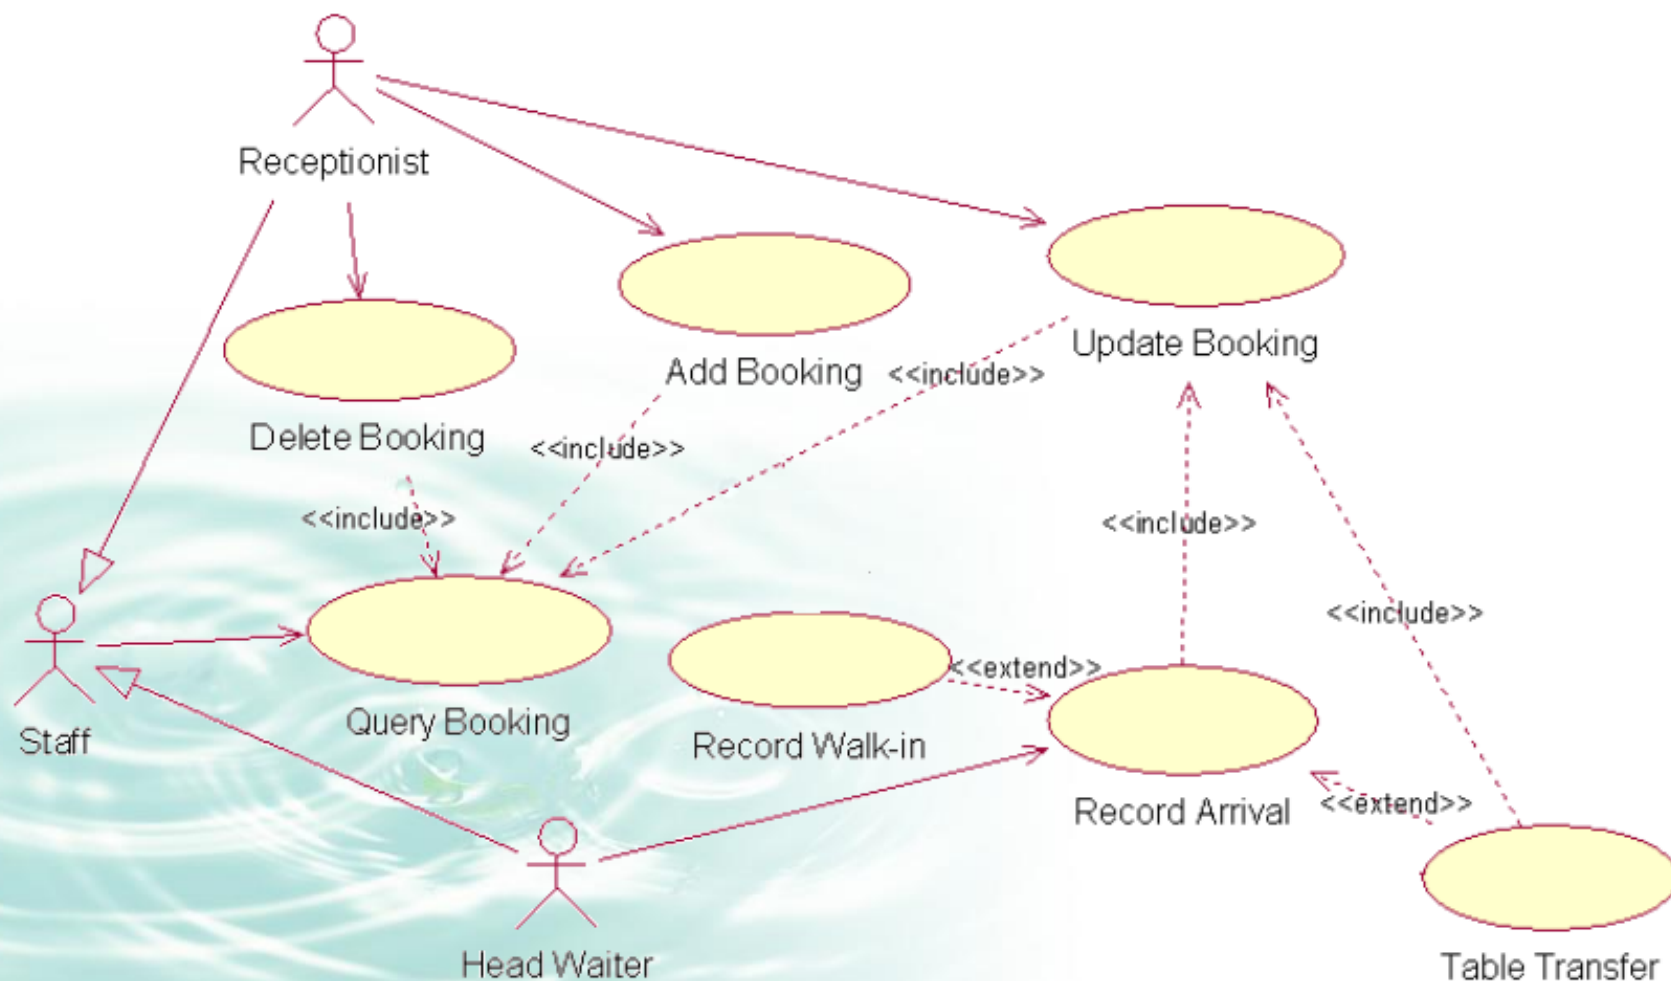 Receptionist
Update Booking
Add Booking
<<include>>
Delete Booking
<<include>>
<<include>>
<<include>>
<<include>>
<<extend>>
Query Booking
Staff
Record Walk-in
Record Arrival
<<extend>>
Head Waiter
Table Transfer